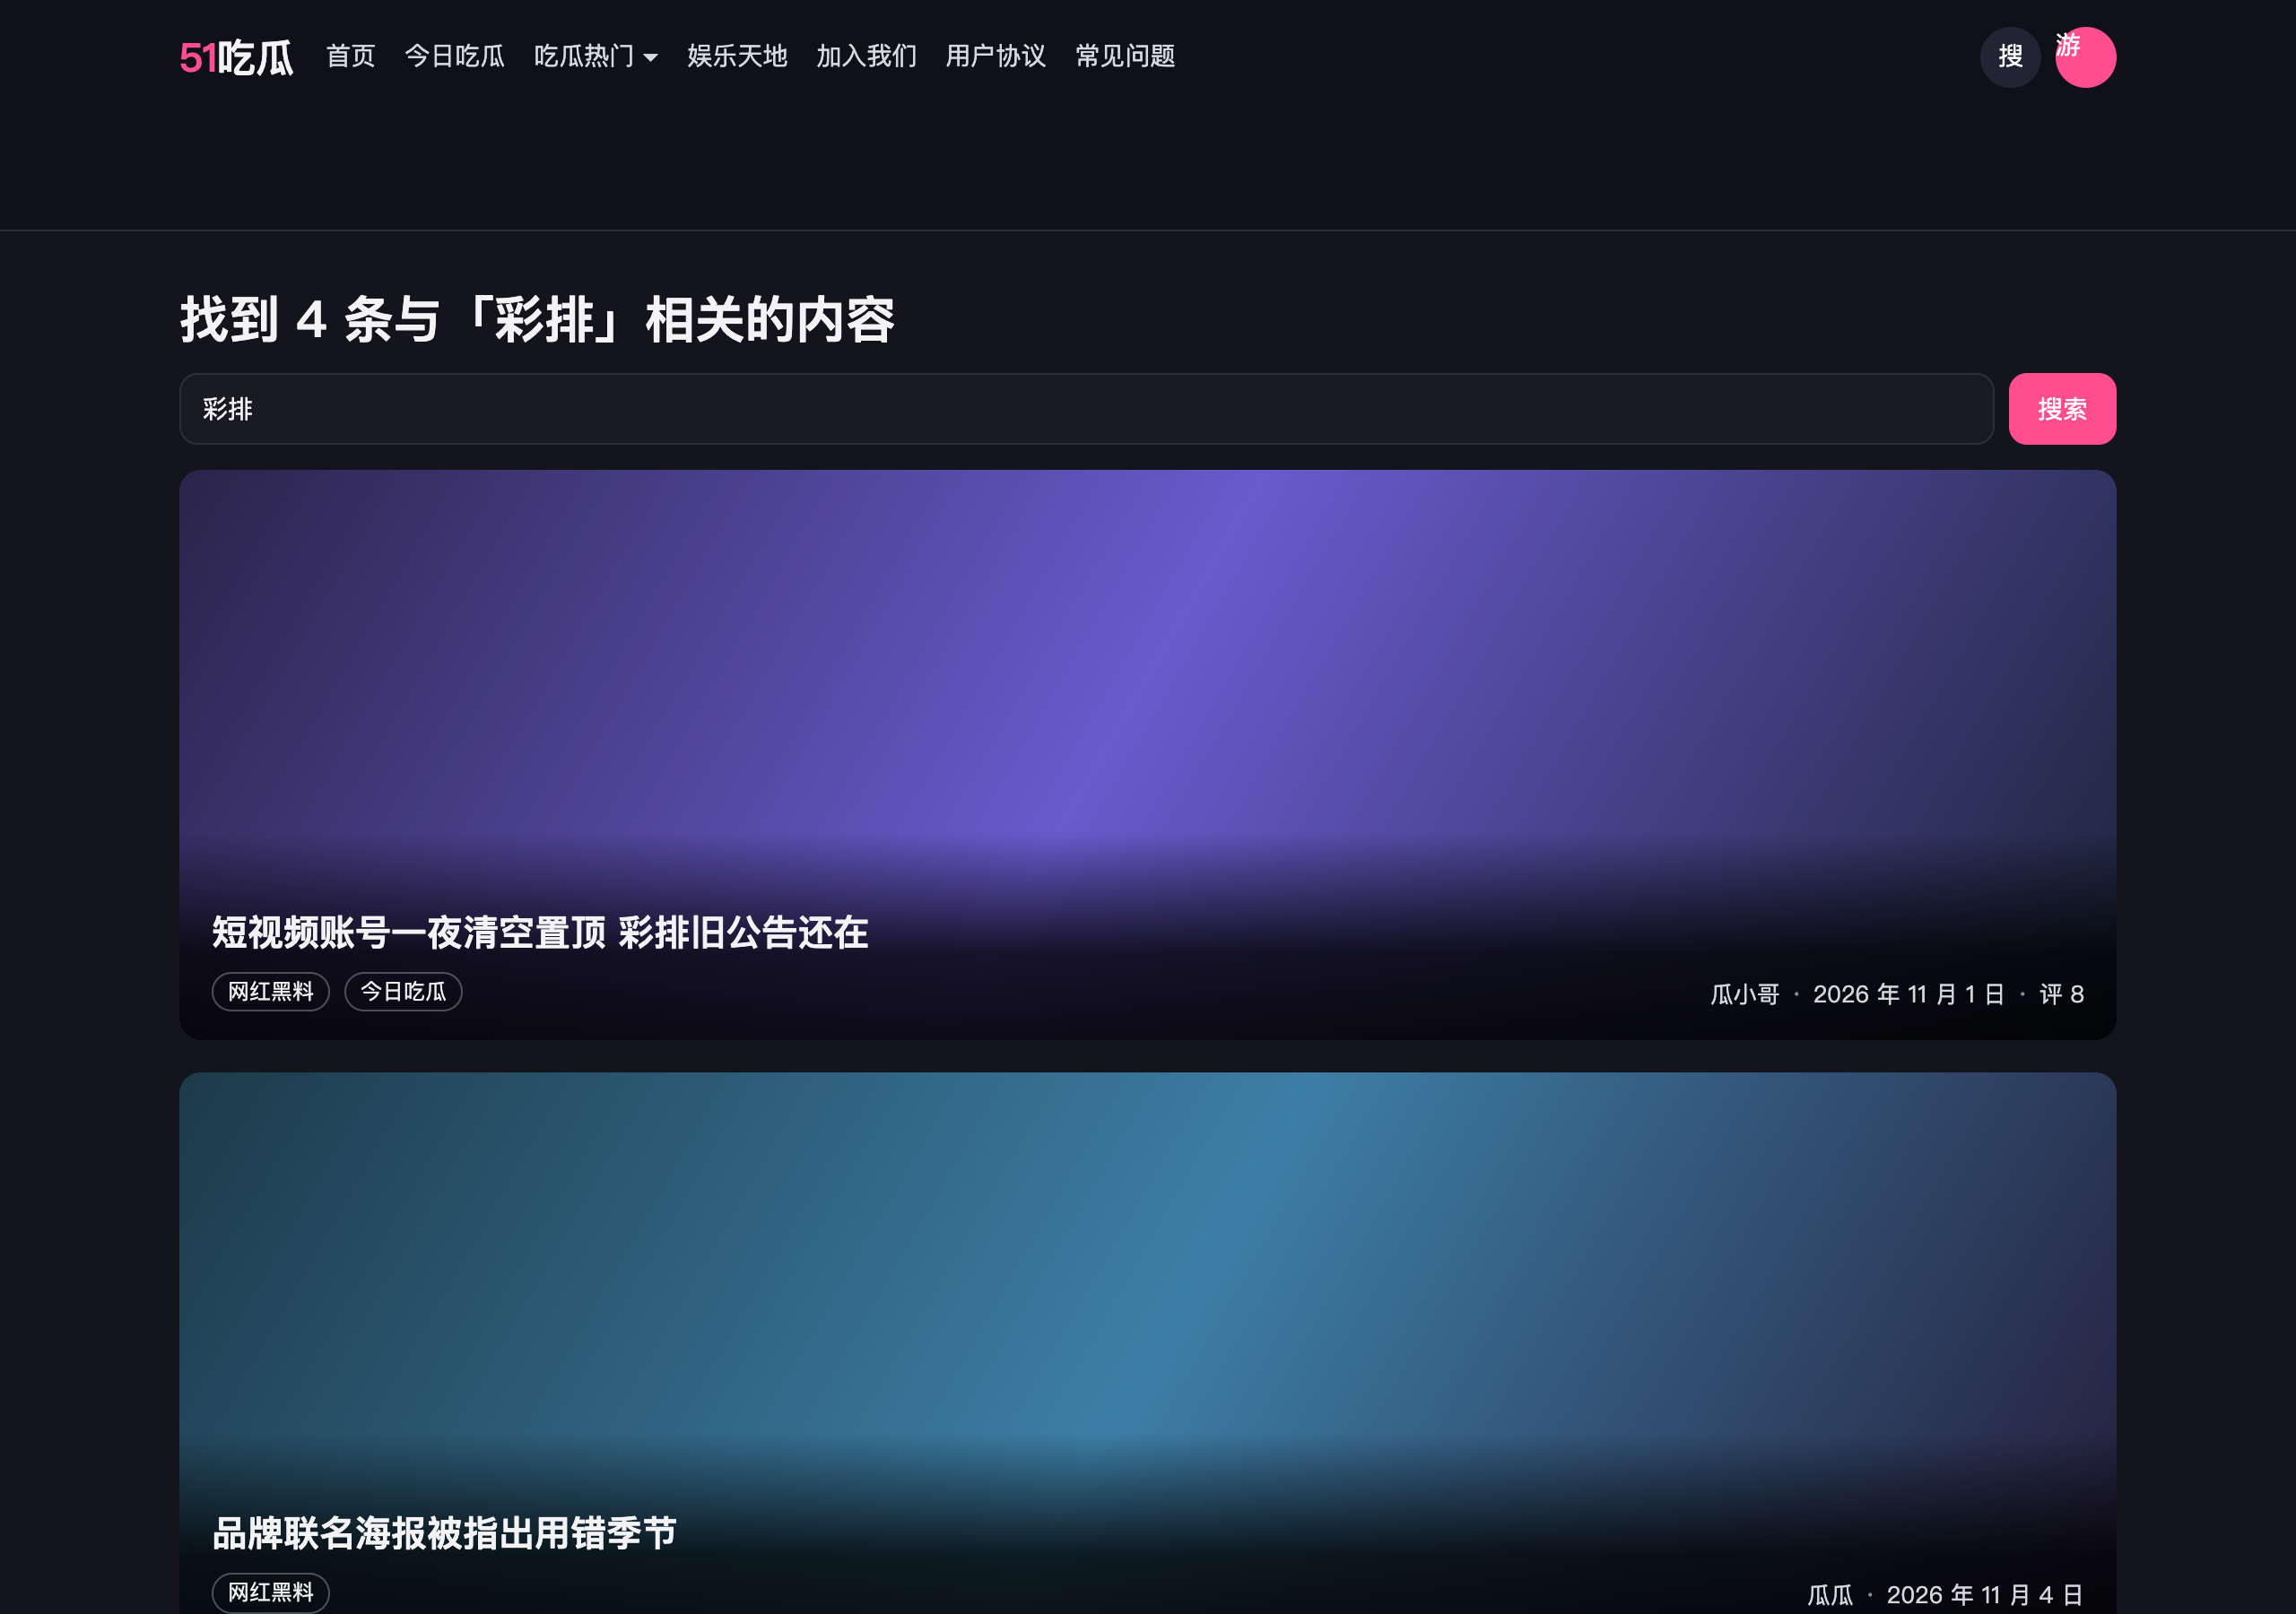 51吃瓜 首页 今日吃瓜 吃瓜热门 娱乐天地 加入我们 用户协议 常见问题 搜 游
找到 4 条与「彩排」相关的内容
彩排 搜索
短视频账号一夜清空置顶 彩排旧公告还在
网红黑料 今日吃瓜 瓜小哥 · 2026 年 11 月 1 日 · 评 8
品牌联名海报被指出用错季节
网红黑料 瓜瓜 · 2026 年 11 月 4 日